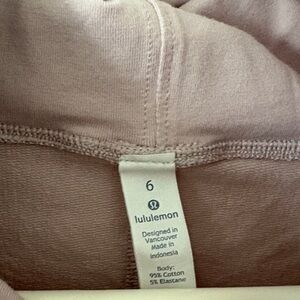 6
lululemon
Designed in
Vancouver
Made in
Indonesia
Body:
95% Cotton
5% Elastane